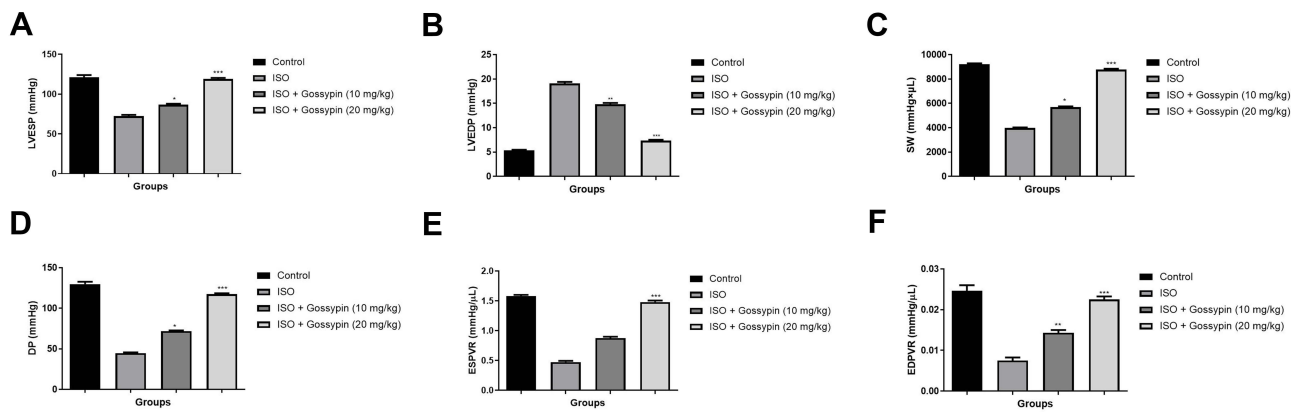 A
LVESP (mmHg)
150
100
50
0
*
***
Groups
Control
ISO
ISO + Gossypin (10 mg/kg)
ISO + Gossypin (20 mg/kg)
B
LVEDP (mmHg)
25
20
15
10
5
0
**
***
Groups
Control
ISO
ISO + Gossypin (10 mg/kg)
ISO + Gossypin (20 mg/kg)
C
SW (mmHg×µL)
10000
8000
6000
4000
2000
0
*
***
Groups
Control
ISO
ISO + Gossypin (10 mg/kg)
ISO + Gossypin (20 mg/kg)
D
DP (mmHg)
150
100
50
0
*
***
Groups
Control
ISO
ISO + Gossypin (10 mg/kg)
ISO + Gossypin (20 mg/kg)
E
ESPVR (mmHg/µL)
2.0
1.5
1.0
0.5
0.0
***
Groups
Control
ISO
ISO + Gossypin (10 mg/kg)
ISO + Gossypin (20 mg/kg)
F
EDPVR (mmHg/µL)
0.03
0.02
0.01
0.00
**
***
Groups
Control
ISO
ISO + Gossypin (10 mg/kg)
ISO + Gossypin (20 mg/kg)